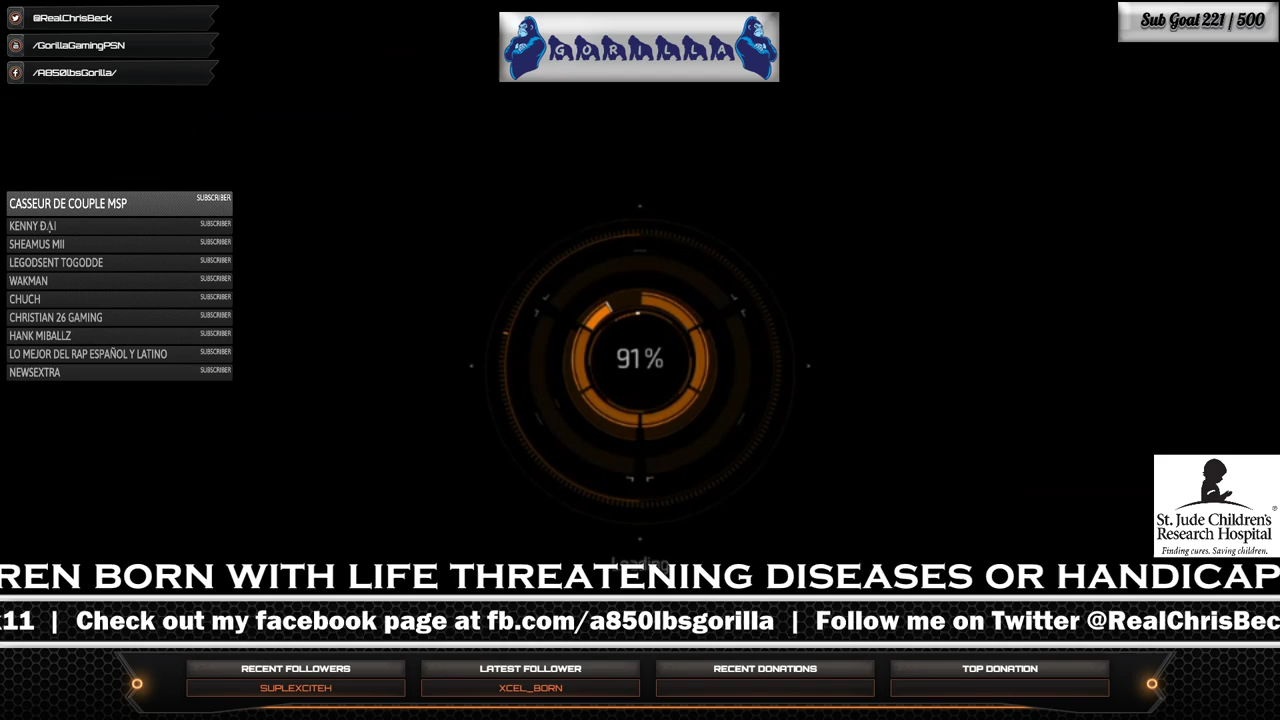 @RealChrisBeck
/GorillaGamingPSN
/A850lbsGorilla/
GORILLA
Sub Goal 221 / 500
CASSEUR DE COUPLE MSP SUBSCRIBER
KENNY ĐẠI SUBSCRIBER
SHEAMUS MII SUBSCRIBER
LEGODSENT TOGODDE SUBSCRIBER
WAKMAN SUBSCRIBER
CHUCH SUBSCRIBER
CHRISTIAN 26 GAMING SUBSCRIBER
HANK MIBALLZ SUBSCRIBER
LO MEJOR DEL RAP ESPAÑOL Y LATINO SUBSCRIBER
NEWSEXTRA SUBSCRIBER
91%
Loading
St. Jude Children's
Research Hospital
Finding cures. Saving children.
REN BORN WITH LIFE THREATENING DISEASES OR HANDICAP
11 | Check out my facebook page at fb.com/a850lbsgorilla | Follow me on Twitter @RealChrisBec
RECENT FOLLOWERS LATEST FOLLOWER RECENT DONATIONS TOP DONATION
SUPLEXCITEH XCEL_BORN